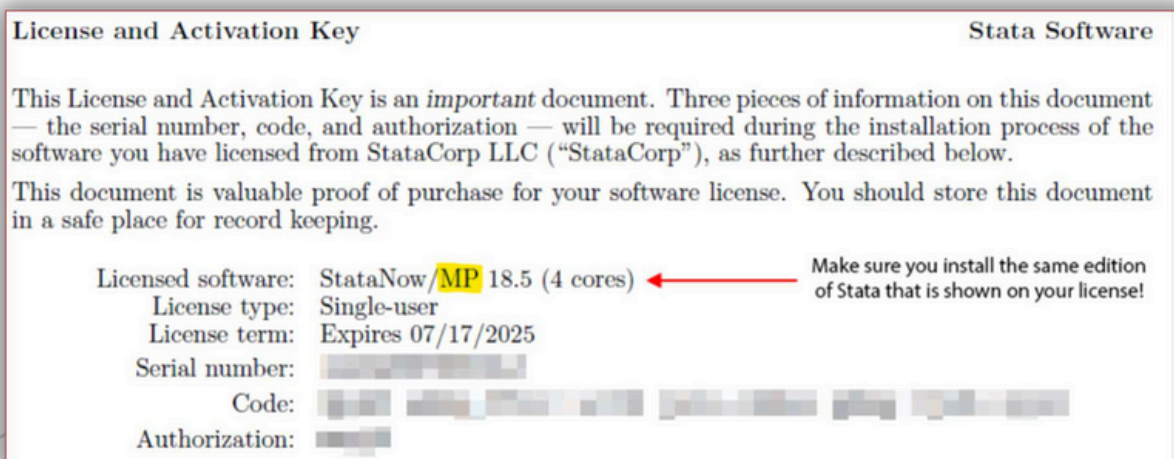 License and Activation Key Stata Software
This License and Activation Key is an important document. Three pieces of information on this document
— the serial number, code, and authorization — will be required during the installation process of the
software you have licensed from StataCorp LLC (“StataCorp”), as further described below.
This document is valuable proof of purchase for your software license. You should store this document
in a safe place for record keeping.
Licensed software: StataNow/MP 18.5 (4 cores)
Make sure you install the same edition
of Stata that is shown on your license!
License type: Single-user
License term: Expires 07/17/2025
Serial number:
Code:
Authorization: